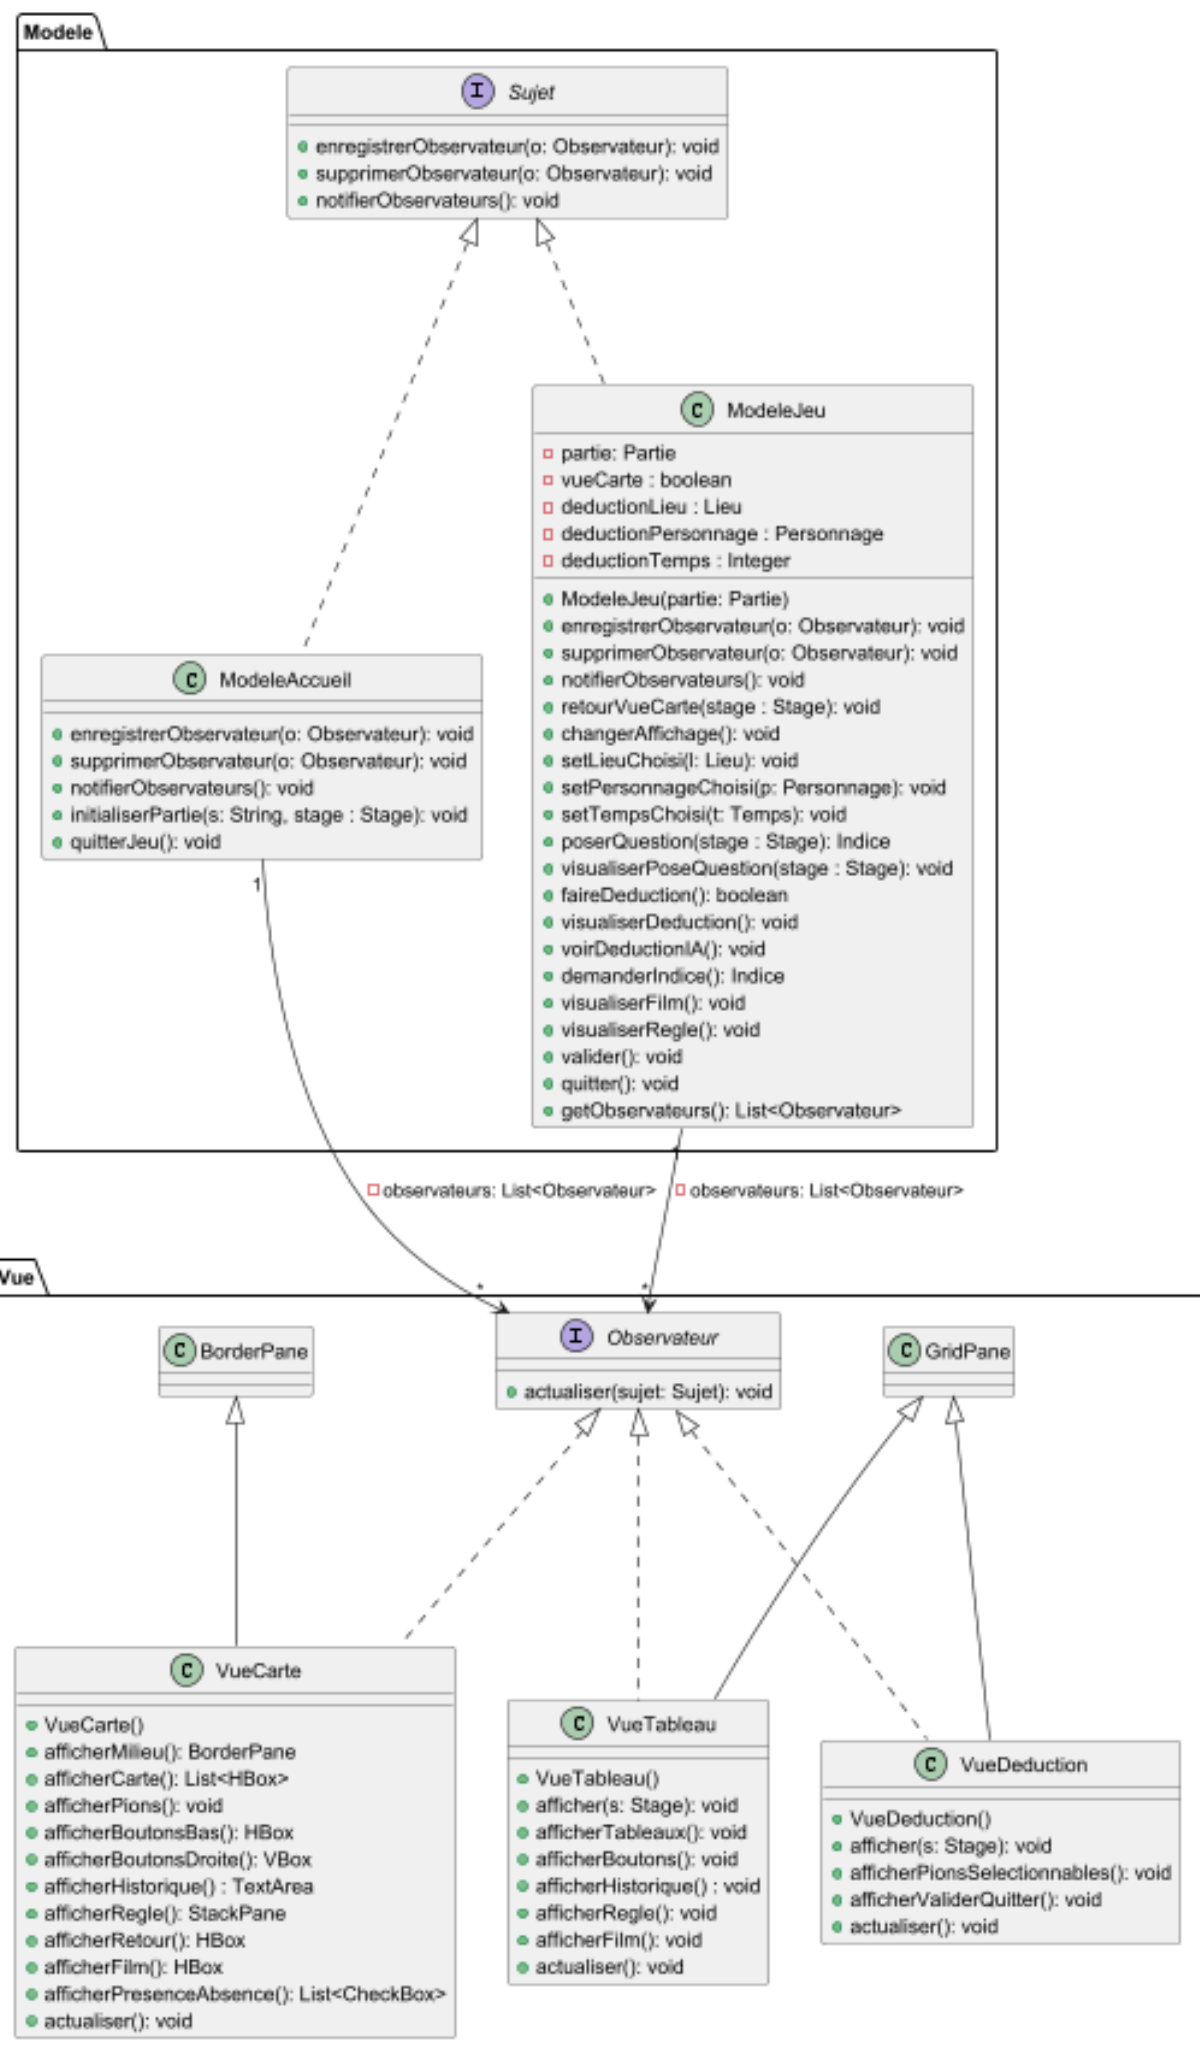 Modele
I Sujet
enregistrerObservateur(o: Observateur): void
supprimerObservateur(o: Observateur): void
notifierObservateurs(): void
C ModeleJeu
partie: Partie
vueCarte : boolean
deductionLieu : Lieu
deductionPersonnage : Personnage
deductionTemps : Integer
ModeleJeu(partie: Partie)
enregistrerObservateur(o: Observateur): void
supprimerObservateur(o: Observateur): void
notifierObservateurs(): void
retourVueCarte(stage : Stage): void
changerAffichage(): void
setLieuChoisi(l: Lieu): void
setPersonnageChoisi(p: Personnage): void
setTempsChoisi(t: Temps): void
poserQuestion(stage : Stage): Indice
visualiserPoseQuestion(stage : Stage): void
faireDeduction(): boolean
visualiserDeduction(): void
voirDeductionIA(): void
demanderIndice(): Indice
visualiserFilm(): void
visualiserRegle(): void
valider(): void
quitter(): void
getObservateurs(): List<Observateur>
C ModeleAccueil
enregistrerObservateur(o: Observateur): void
supprimerObservateur(o: Observateur): void
notifierObservateurs(): void
initialiserPartie(s: String, stage : Stage): void
quitterJeu(): void
1
observateurs: List<Observateur>
observateurs: List<Observateur>
*
*
Vue
C BorderPane
I Observateur
actualiser(sujet: Sujet): void
C GridPane
C VueCarte
VueCarte()
afficherMilieu(): BorderPane
afficherCarte(): List<HBox>
afficherPions(): void
afficherBoutonsBas(): HBox
afficherBoutonsDroite(): VBox
afficherHistorique() : TextArea
afficherRegle(): StackPane
afficherRetour(): HBox
afficherFilm(): HBox
afficherPresenceAbsence(): List<CheckBox>
actualiser(): void
C VueTableau
VueTableau()
afficher(s: Stage): void
afficherTableaux(): void
afficherBoutons(): void
afficherHistorique() : void
afficherRegle(): void
afficherFilm(): void
actualiser(): void
C VueDeduction
VueDeduction()
afficher(s: Stage): void
afficherPionsSelectionnables(): void
afficherValiderQuitter(): void
actualiser(): void